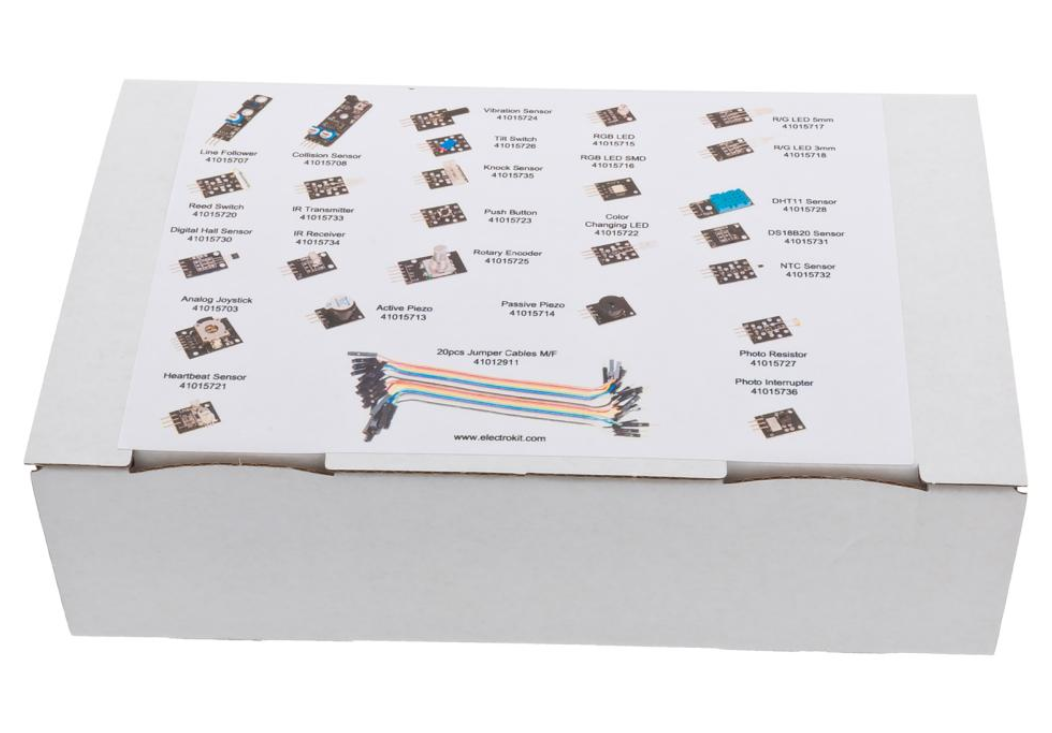 Line Follower
41015707
Collision Sensor
41015708
Vibration Sensor
41015724
Tilt Switch
41015726
Knock Sensor
41015735
RGB LED
41015715
RGB LED SMD
41015716
R/G LED 5mm
41015717
R/G LED 3mm
41015718
Reed Switch
41015720
IR Transmitter
41015733
Push Button
41015723
Color
Changing LED
41015722
DHT11 Sensor
41015728
Digital Hall Sensor
41015730
IR Receiver
41015734
Rotary Encoder
41015725
DS18B20 Sensor
41015731
NTC Sensor
41015732
Analog Joystick
41015703
Active Piezo
41015713
Passive Piezo
41015714
Photo Resistor
41015727
Heartbeat Sensor
41015721
20pcs Jumper Cables M/F
41012911
Photo Interrupter
41015736
www.electrokit.com